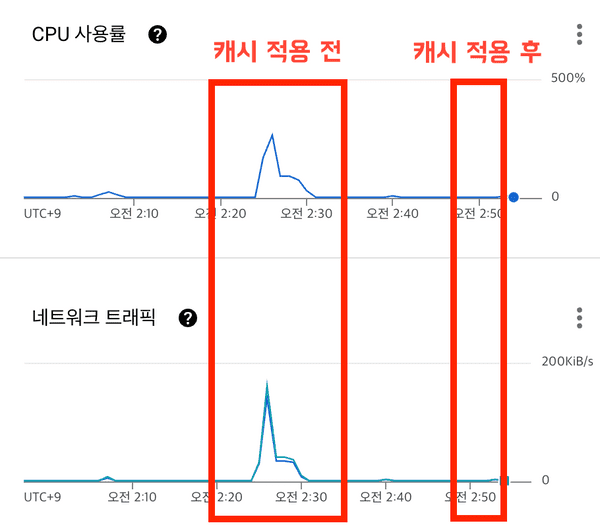 CPU 사용률 ?
캐시 적용 전
캐시 적용 후
500%
0
UTC+9 오전 2:10 오전 2:20 오전 2:30 오전 2:40 오전 2:50
네트워크 트래픽 ?
200KiB/s
0
UTC+9 오전 2:10 오전 2:20 오전 2:30 오전 2:40 오전 2:50